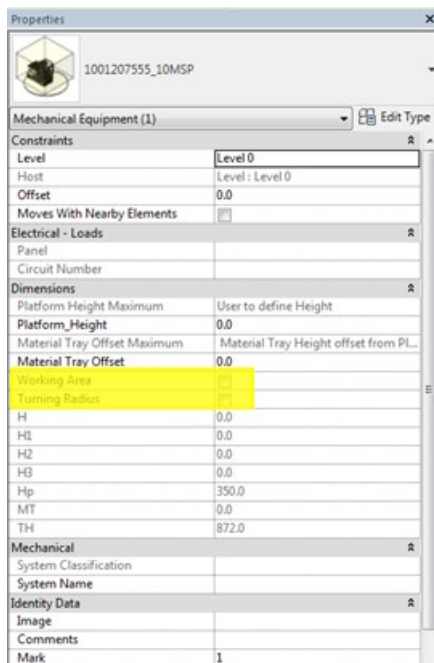 Properties
1001207555_10MSP
Mechanical Equipment (1) Edit Type
Constraints
Level Level 0
Host Level : Level 0
Offset 0.0
Moves With Nearby Elements
Electrical - Loads
Panel
Circuit Number
Dimensions
Platform Height Maximum User to define Height
Platform_Height 0.0
Material Tray Offset Maximum Material Tray Height offset from Pl...
Material Tray Offset 0.0
Working Area
Turning Radius
H 0.0
H1 0.0
H2 0.0
H3 0.0
Hp 350.0
MT 0.0
TH 872.0
Mechanical
System Classification
System Name
Identity Data
Image
Comments
Mark 1